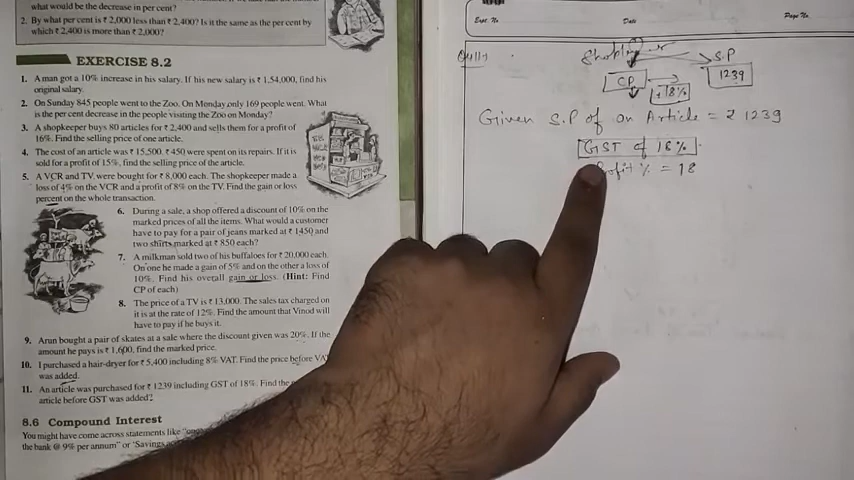 what would be the decrease in per cent?
2. By what per cent is ₹ 2,000 less than ₹ 2,400? Is it the same as the per cent by
which ₹ 2,400 is more than ₹ 2,000?
EXERCISE 8.2
1. A man got a 10% increase in his salary. If his new salary is ₹ 1,54,000, find his
original salary.
2. On Sunday 845 people went to the Zoo. On Monday only 169 people went. What
is the per cent decrease in the people visiting the Zoo on Monday?
3. A shopkeeper buys 80 articles for ₹ 2,400 and sells them for a profit of
16%. Find the selling price of one article.
4. The cost of an article was ₹ 15,500. ₹ 450 were spent on its repairs. If it is
sold for a profit of 15%, find the selling price of the article.
5. A VCR and TV were bought for ₹ 8,000 each. The shopkeeper made a
loss of 4% on the VCR and a profit of 8% on the TV. Find the gain or loss
percent on the whole transaction.
6. During a sale, a shop offered a discount of 10% on the
marked prices of all the items. What would a customer
have to pay for a pair of jeans marked at ₹ 1450 and
two shirts marked at ₹ 850 each?
7. A milkman sold two of his buffaloes for ₹ 20,000 each.
On one he made a gain of 5% and on the other a loss of
10%. Find his overall gain or loss. (Hint: Find
CP of each)
8. The price of a TV is ₹ 13,000. The sales tax charged on
it is at the rate of 12%. Find the amount that Vinod will
have to pay if he buys it.
9. Arun bought a pair of skates at a sale where the discount given was 20%. If the
amount he pays is ₹ 1,600, find the marked price.
10. I purchased a hair-dryer for ₹ 5,400 including 8% VAT. Find the price before VA
was added.
11. An article was purchased for ₹ 1239 including GST of 18%. Find the
article before GST was added?
8.6 Compound Interest
You might have come across statements like "one
the bank @ 9% per annum" or 'Savings
Expt. No
Date
Page No.
Q.11)
S.P
CP
1239
+18%
Given S.P of an Article = ₹ 1239
GST of 18%
Profit % = 18